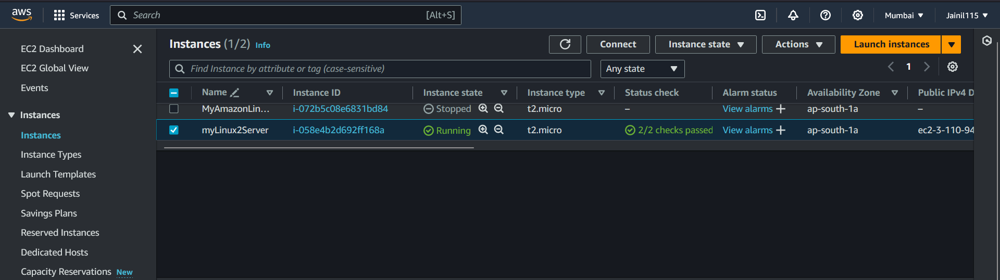 aws
Services
Search [Alt+S]
Mumbai
Jainil115
EC2 Dashboard
EC2 Global View
Events
Instances
Instances
Instance Types
Launch Templates
Spot Requests
Savings Plans
Reserved Instances
Dedicated Hosts
Capacity Reservations New
Instances (1/2) Info
Connect
Instance state
Actions
Launch instances
Find Instance by attribute or tag (case-sensitive)
Any state
1
Name Instance ID Instance state Instance type Status check Alarm status Availability Zone Public IPv4 D
MyAmazonLin... i-072b5c08e6831bd84 Stopped t2.micro – View alarms + ap-south-1a –
myLinux2Server i-058e4b2d692ff168a Running t2.micro 2/2 checks passed View alarms + ap-south-1a ec2-3-110-94